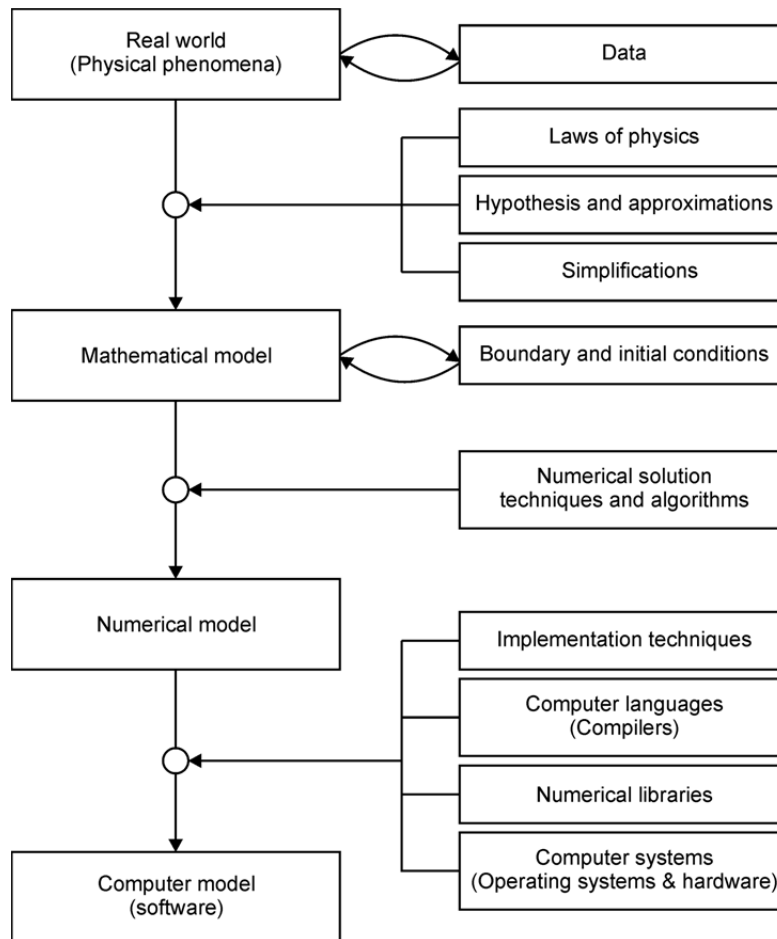 Real world
(Physical phenomena)
Data
Laws of physics
Hypothesis and approximations
Simplifications
Mathematical model
Boundary and initial conditions
Numerical solution
techniques and algorithms
Numerical model
Implementation techniques
Computer languages
(Compilers)
Numerical libraries
Computer systems
(Operating systems & hardware)
Computer model
(software)